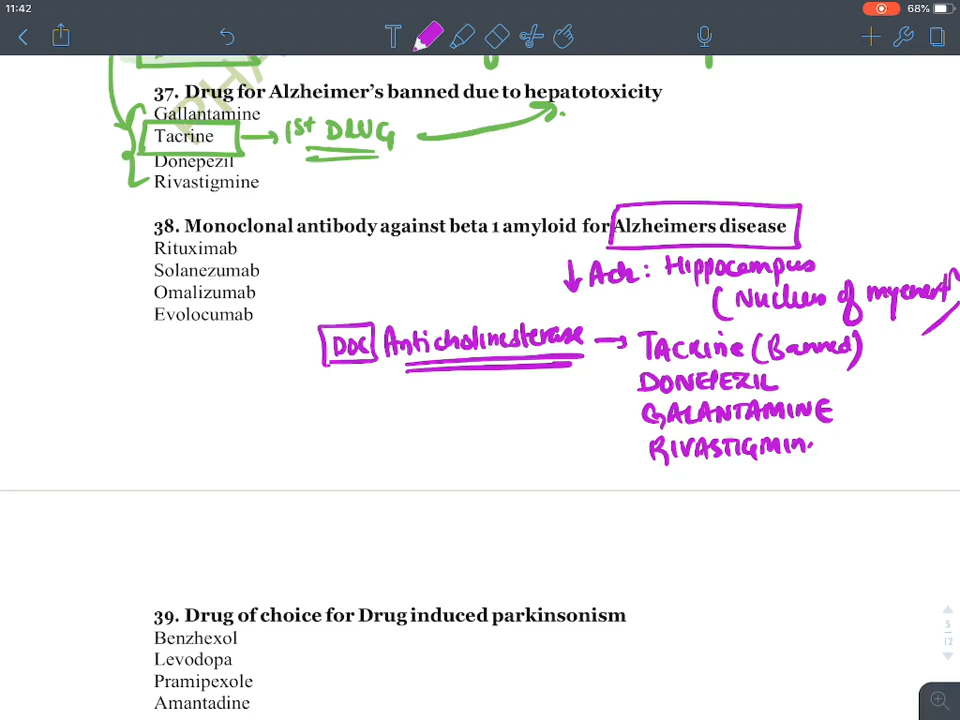 11:42
68%
T
37. Drug for Alzheimer's banned due to hepatotoxicity
Gallantamine
Tacrine → 1st DRUG
Donepezil
Rivastigmine
38. Monoclonal antibody against beta 1 amyloid for Alzheimers disease
Rituximab
Solanezumab
Omalizumab
Evolocumab
↓ Ach : Hippocampus
(Nucleus of myenert
DOC Anticholinesterase → TACRINE (Banned)
DONEPEZIL
GALANTAMINE
RIVASTIGMIN
39. Drug of choice for Drug induced parkinsonism
Benzhexol
Levodopa
Pramipexole
Amantadine
5
12